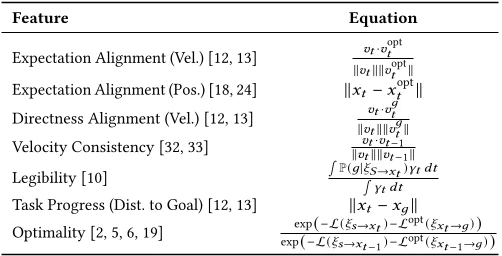 Feature Equation
Expectation Alignment (Vel.) [12, 13] \frac{v_t \cdot v_t^{\text{opt}}}{\|v_t\|\|v_t^{\text{opt}}\|}
Expectation Alignment (Pos.) [18, 24] \|x_t - x_t^{\text{opt}}\|
Directness Alignment (Vel.) [12, 13] \frac{v_t \cdot v_t^g}{\|v_t\|\|v_t^g\|}
Velocity Consistency [32, 33] \frac{v_t \cdot v_{t-1}}{\|v_t\|\|v_{t-1}\|}
Legibility [10] \frac{\int \mathbb{P}(g|\xi_{S \to x_t}) \gamma_t \, dt}{\int \gamma_t \, dt}
Task Progress (Dist. to Goal) [12, 13] \|x_t - x_g\|
Optimality [2, 5, 6, 19] \frac{\exp(-\mathcal{L}(\xi_{s \to x_t}) - \mathcal{L}^{\text{opt}}(\xi_{x_t \to g}))}{\exp(-\mathcal{L}(\xi_{s \to x_{t-1}}) - \mathcal{L}^{\text{opt}}(\xi_{x_{t-1} \to g}))}